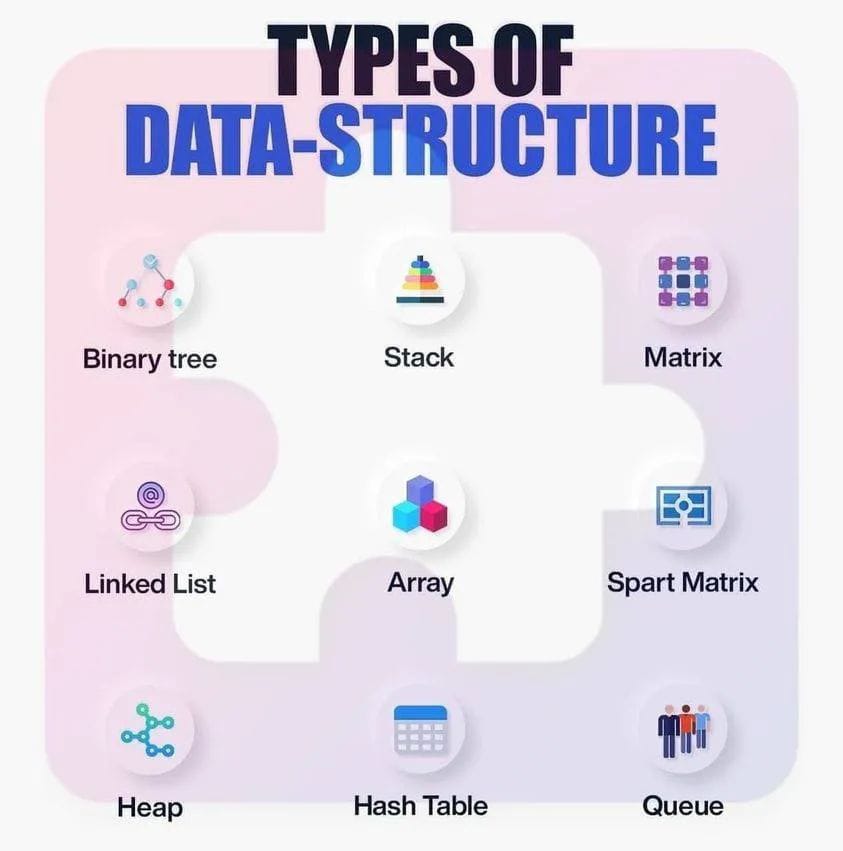 TYPES OF
DATA-STRUCTURE
Binary tree
Stack
Matrix
Linked List
Array
Spart Matrix
Heap
Hash Table
Queue